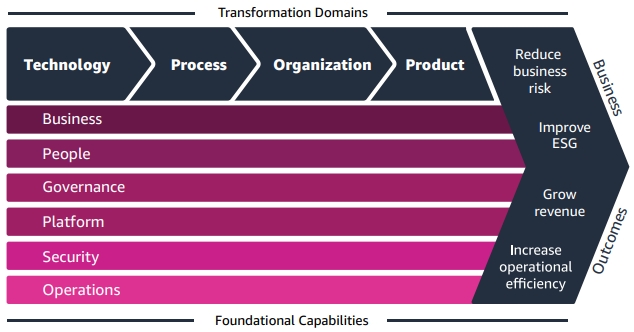 Transformation Domains
Technology
Process
Organization
Product
Business
People
Governance
Platform
Security
Operations
Reduce
business
risk
Improve
ESG
Grow
revenue
Increase
operational
efficiency
Business
Outcomes
Foundational Capabilities